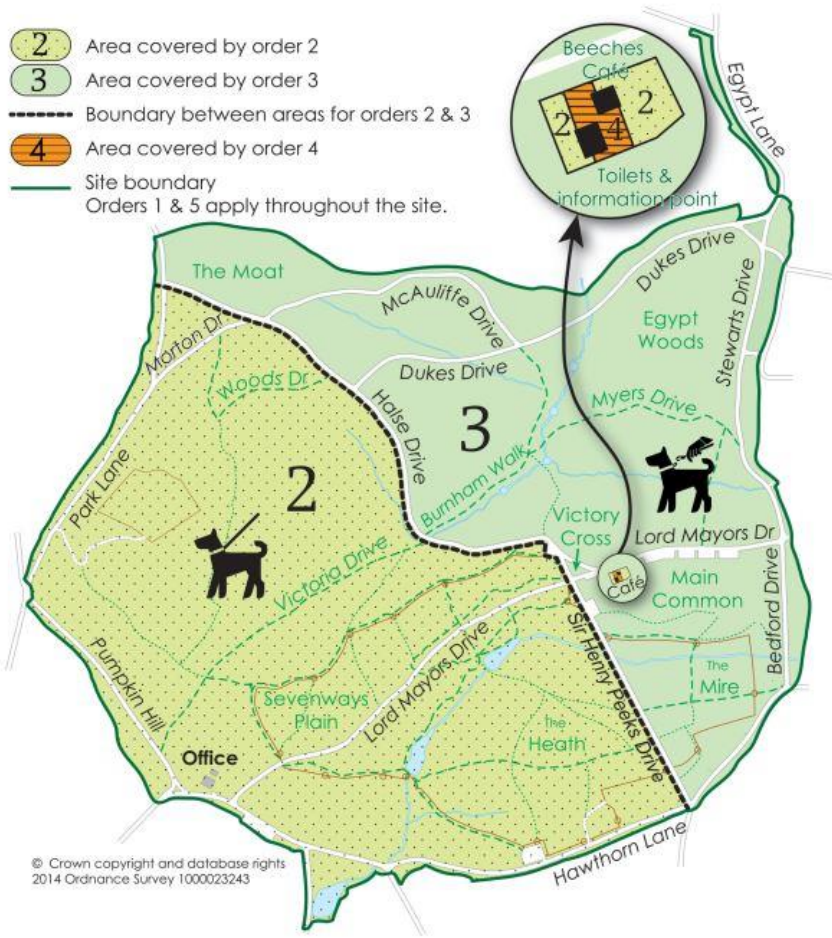 2 Area covered by order 2
3 Area covered by order 3
Boundary between areas for orders 2 & 3
4 Area covered by order 4
Site boundary
Orders 1 & 5 apply throughout the site.
Beeches
Café
2
2
4
Toilets &
information point
Egypt Lane
The Moat
McAuliffe Drive
Dukes Drive
Stewarts Drive
Egypt
Woods
Morton Dr
Woods Dr
Dukes Drive
Halse Drive
3
Myers Drive
Burnham Walk
2
Park Lane
Victoria Drive
Victory
Cross
Lord Mayors Dr
Café
Main
Common
Bedford Drive
Pumpkin Hill
Sevenways
Plain
Lord Mayors Drive
Sir Henry Peeks Drive
The
Mire
the
Heath
Office
Hawthorn Lane
© Crown copyright and database rights
2014 Ordnance Survey 1000023243